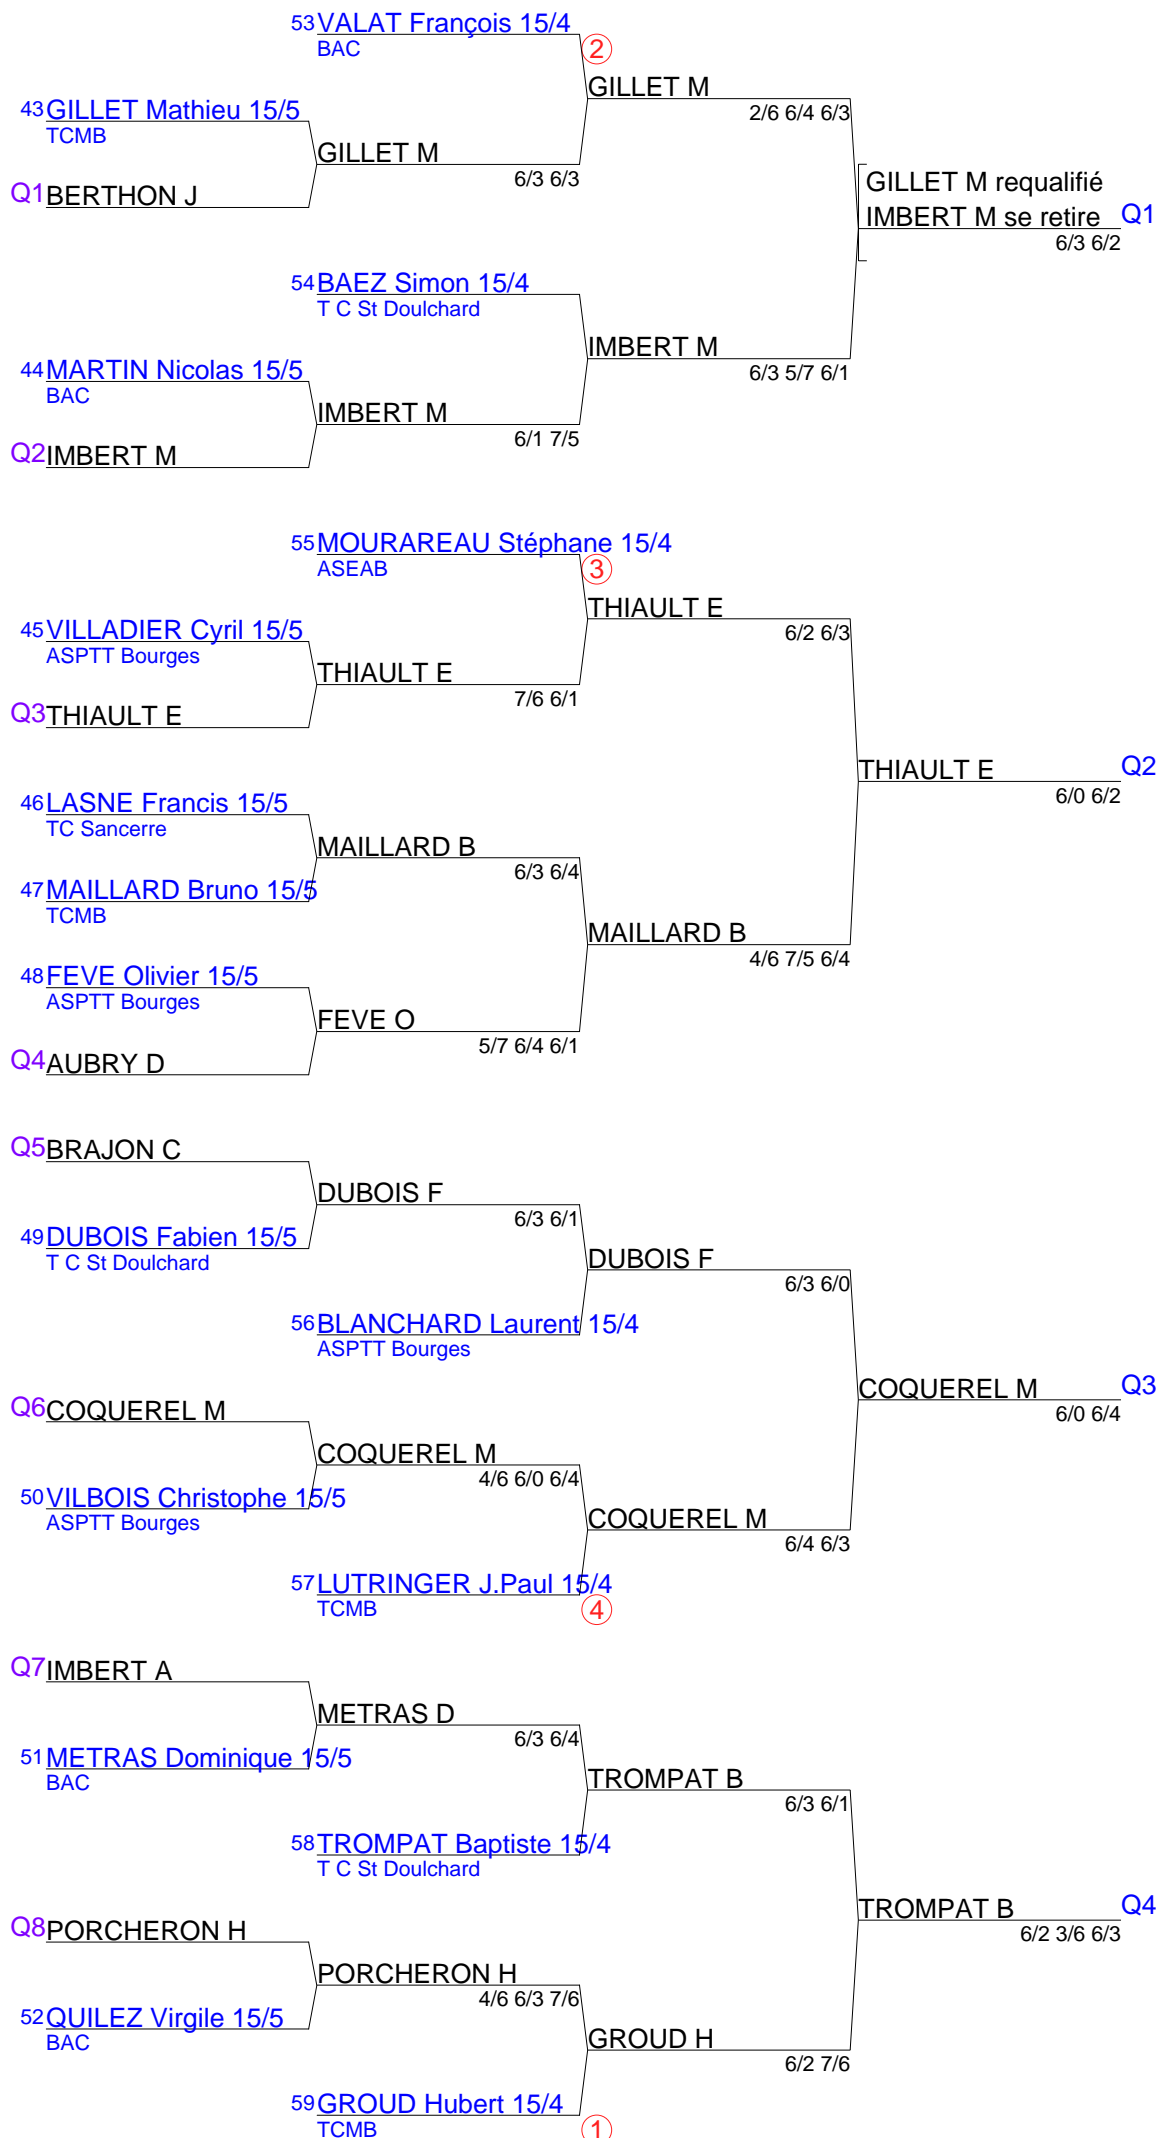 53 VALAT François 15/4
BAC
2
GILLET M
2/6 6/4 6/3
43 GILLET Mathieu 15/5
TCMB
GILLET M
6/3 6/3
Q1 BERTHON J
GILLET M requalifié
IMBERT M se retire Q1
6/3 6/2
54 BAEZ Simon 15/4
T C St Doulchard
IMBERT M
6/3 5/7 6/1
44 MARTIN Nicolas 15/5
BAC
IMBERT M
6/1 7/5
Q2 IMBERT M
55 MOURAREAU Stéphane 15/4
ASEAB
3
THIAULT E
6/2 6/3
45 VILLADIER Cyril 15/5
ASPTT Bourges
THIAULT E
7/6 6/1
Q3 THIAULT E
THIAULT E Q2
6/0 6/2
46 LASNE Francis 15/5
TC Sancerre
MAILLARD B
6/3 6/4
47 MAILLARD Bruno 15/5
TCMB
MAILLARD B
4/6 7/5 6/4
48 FEVE Olivier 15/5
ASPTT Bourges
FEVE O
5/7 6/4 6/1
Q4 AUBRY D
Q5 BRAJON C
DUBOIS F
6/3 6/1
49 DUBOIS Fabien 15/5
T C St Doulchard
DUBOIS F
6/3 6/0
56 BLANCHARD Laurent 15/4
ASPTT Bourges
COQUEREL M Q3
6/0 6/4
Q6 COQUEREL M
COQUEREL M
4/6 6/0 6/4
50 VILBOIS Christophe 15/5
ASPTT Bourges
COQUEREL M
6/4 6/3
57 LUTRINGER J.Paul 15/4
TCMB
4
Q7 IMBERT A
METRAS D
6/3 6/4
51 METRAS Dominique 15/5
BAC
TROMPAT B
6/3 6/1
58 TROMPAT Baptiste 15/4
T C St Doulchard
TROMPAT B Q4
6/2 3/6 6/3
Q8 PORCHERON H
PORCHERON H
4/6 6/3 7/6
52 QUILEZ Virgile 15/5
BAC
GROUD H
6/2 7/6
59 GROUD Hubert 15/4
TCMB
1